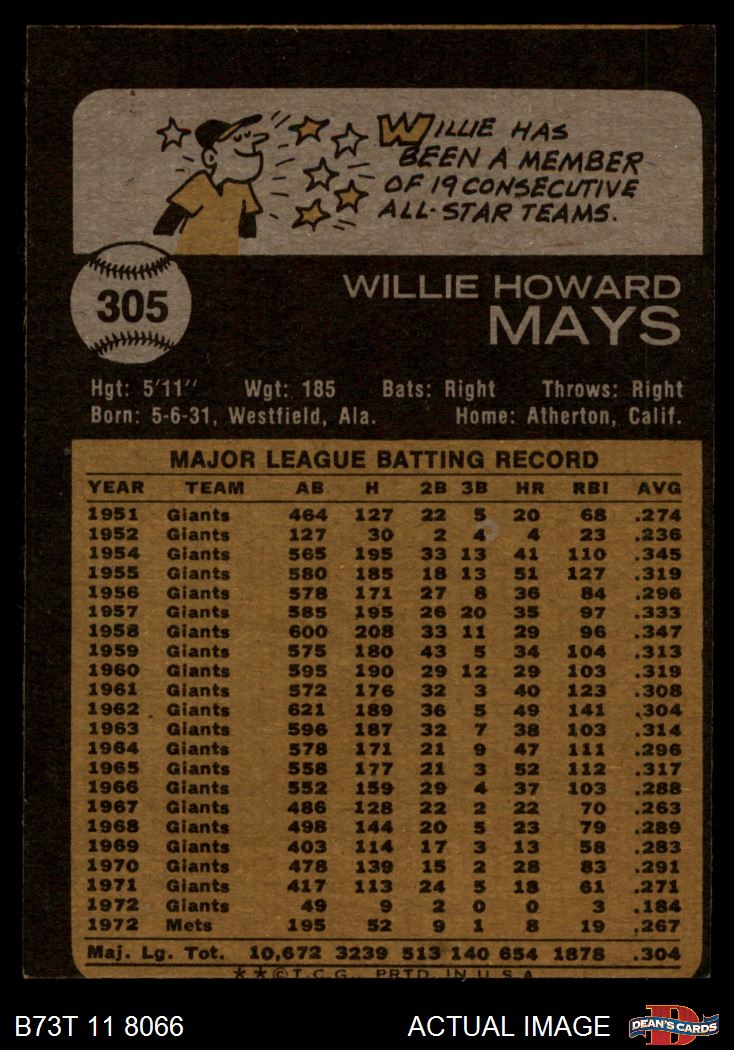 WILLIE HAS
BEEN A MEMBER
OF 19 CONSECUTIVE
ALL-STAR TEAMS.
305
WILLIE HOWARD
MAYS
Hgt: 5'11" Wgt: 185 Bats: Right Throws: Right
Born: 5-6-31, Westfield, Ala. Home: Atherton, Calif.
MAJOR LEAGUE BATTING RECORD
YEAR TEAM AB H 2B 3B HR RBI AVG
1951 Giants 464 127 22 5 20 68 .274
1952 Giants 127 30 2 4 4 23 .236
1954 Giants 565 195 33 13 41 110 .345
1955 Giants 580 185 18 13 51 127 .319
1956 Giants 578 171 27 8 36 84 .296
1957 Giants 585 195 26 20 35 97 .333
1958 Giants 600 208 33 11 29 96 .347
1959 Giants 575 180 43 5 34 104 .313
1960 Giants 595 190 29 12 29 103 .319
1961 Giants 572 176 32 3 40 123 .308
1962 Giants 621 189 36 5 49 141 .304
1963 Giants 596 187 32 7 38 103 .314
1964 Giants 578 171 21 9 47 111 .296
1965 Giants 558 177 21 3 52 112 .317
1966 Giants 552 159 29 4 37 103 .288
1967 Giants 486 128 22 2 22 70 .263
1968 Giants 498 144 20 5 23 79 .289
1969 Giants 403 114 17 3 13 58 .283
1970 Giants 478 139 15 2 28 83 .291
1971 Giants 417 113 24 5 18 61 .271
1972 Giants 49 9 2 0 0 3 .184
1972 Mets 195 52 9 1 8 19 .267
Maj. Lg. Tot. 10,672 3239 513 140 654 1878 .304
**©T.C.G., PRTD. IN U.S.A.
B73T 11 8066 ACTUAL IMAGE DEAN'S CARDS